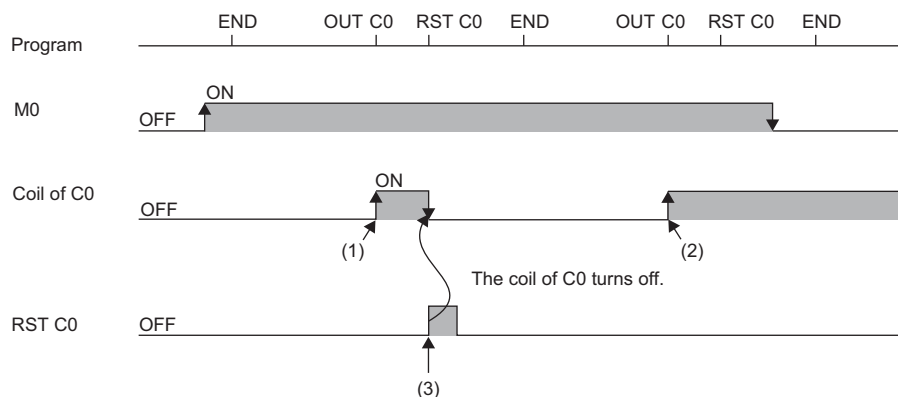 END OUT C0 RST C0 END OUT C0 RST C0 END
Program
M0
ON
OFF
Coil of C0
ON
OFF
(1)
(2)
The coil of C0 turns off.
RST C0
OFF
(3)